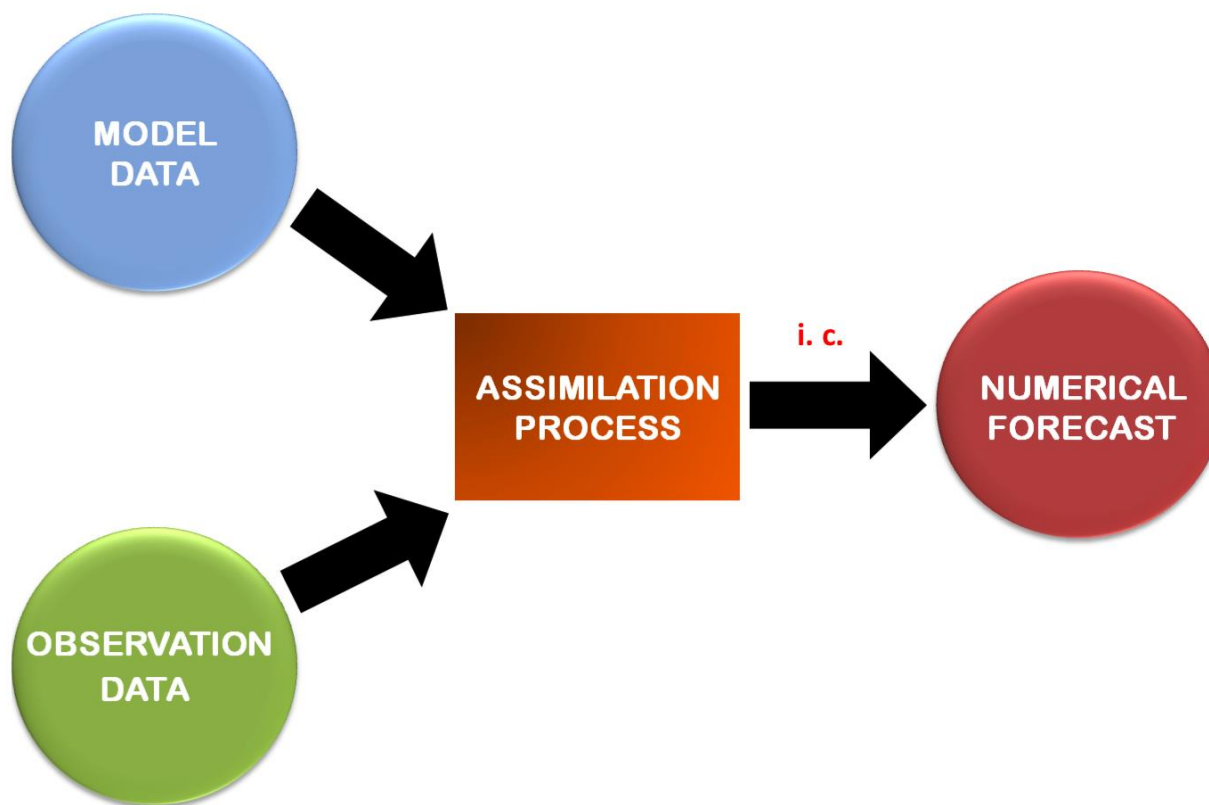 MODEL
DATA
i. c.
ASSIMILATION
PROCESS
NUMERICAL
FORECAST
OBSERVATION
DATA